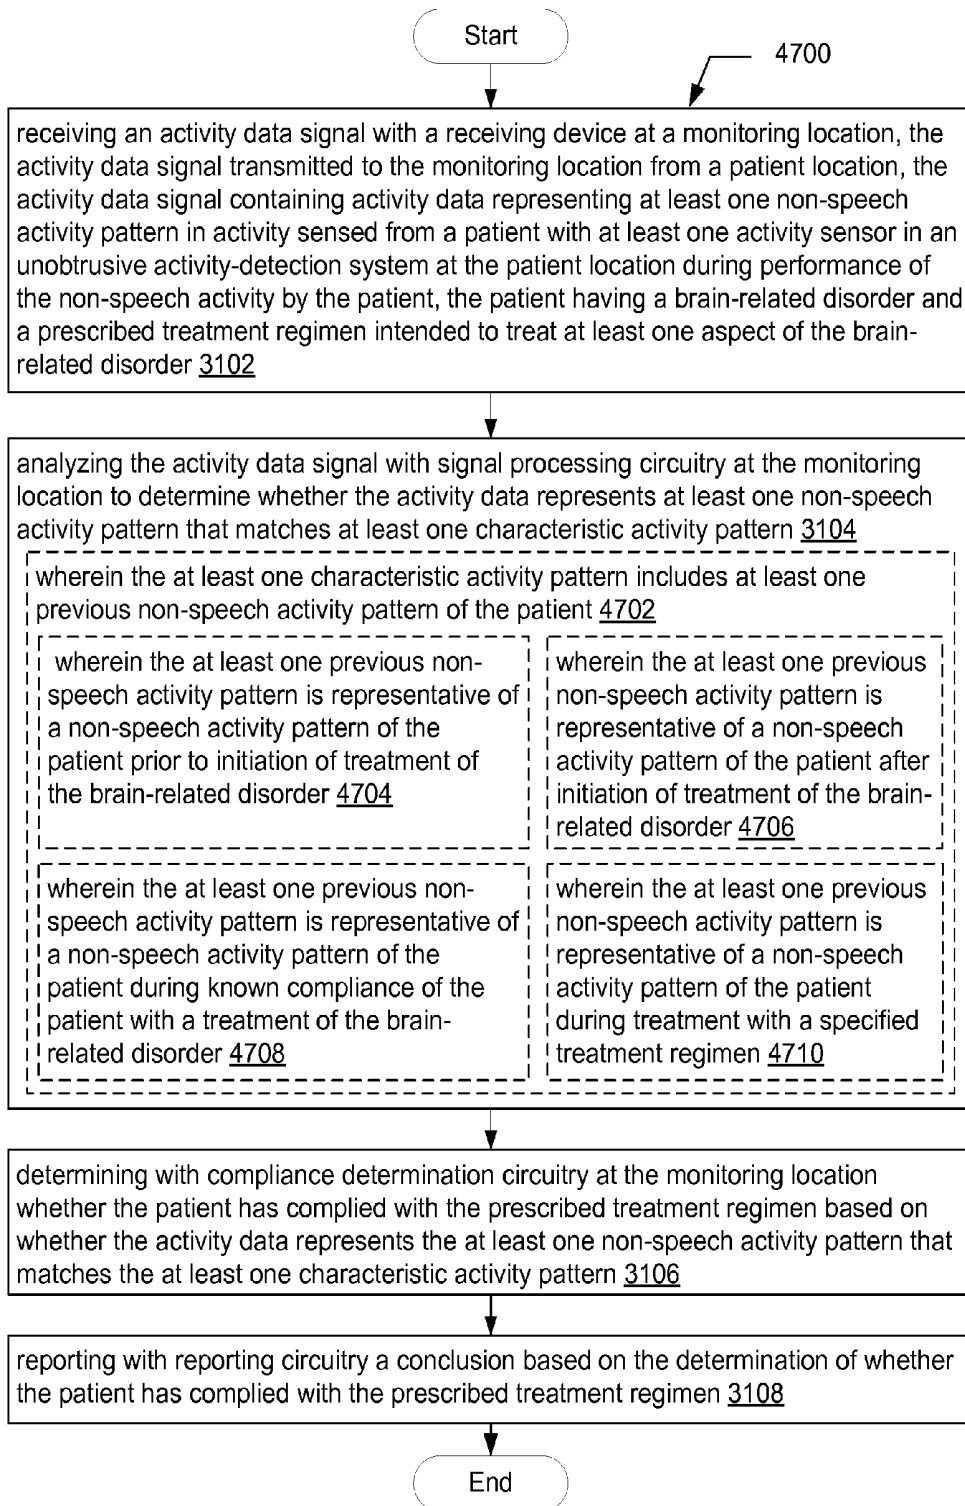 Start
4700
receiving an activity data signal with a receiving device at a monitoring location, the
activity data signal transmitted to the monitoring location from a patient location, the
activity data signal containing activity data representing at least one non-speech
activity pattern in activity sensed from a patient with at least one activity sensor in an
unobtrusive activity-detection system at the patient location during performance of
the non-speech activity by the patient, the patient having a brain-related disorder and
a prescribed treatment regimen intended to treat at least one aspect of the brain-
related disorder 3102
analyzing the activity data signal with signal processing circuitry at the monitoring
location to determine whether the activity data represents at least one non-speech
activity pattern that matches at least one characteristic activity pattern 3104
wherein the at least one characteristic activity pattern includes at least one
previous non-speech activity pattern of the patient 4702
wherein the at least one previous non-
speech activity pattern is representative of
a non-speech activity pattern of the
patient prior to initiation of treatment of
the brain-related disorder 4704
wherein the at least one previous
non-speech activity pattern is
representative of a non-speech
activity pattern of the patient after
initiation of treatment of the brain-
related disorder 4706
wherein the at least one previous non-
speech activity pattern is representative of
a non-speech activity pattern of the
patient during known compliance of the
patient with a treatment of the brain-
related disorder 4708
wherein the at least one previous
non-speech activity pattern is
representative of a non-speech
activity pattern of the patient
during treatment with a specified
treatment regimen 4710
determining with compliance determination circuitry at the monitoring location
whether the patient has complied with the prescribed treatment regimen based on
whether the activity data represents the at least one non-speech activity pattern that
matches the at least one characteristic activity pattern 3106
reporting with reporting circuitry a conclusion based on the determination of whether
the patient has complied with the prescribed treatment regimen 3108
End